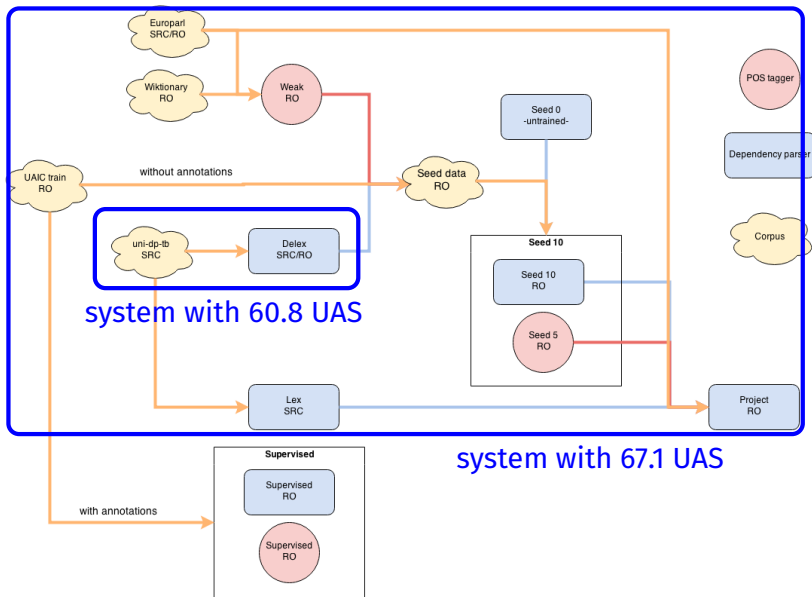 Europarl
SRC/RO
Wiktionary
RO
Weak
RO
Seed 0
-untrained-
POS tagger
Dependency parser
Corpus
UAIC train
RO
without annotations
Seed data
RO
uni-dp-tb
SRC
Delex
SRC/RO
system with 60.8 UAS
Seed 10
Seed 10
RO
Seed 5
RO
Lex
SRC
Project
RO
system with 67.1 UAS
Supervised
Supervised
RO
with annotations
Supervised
RO